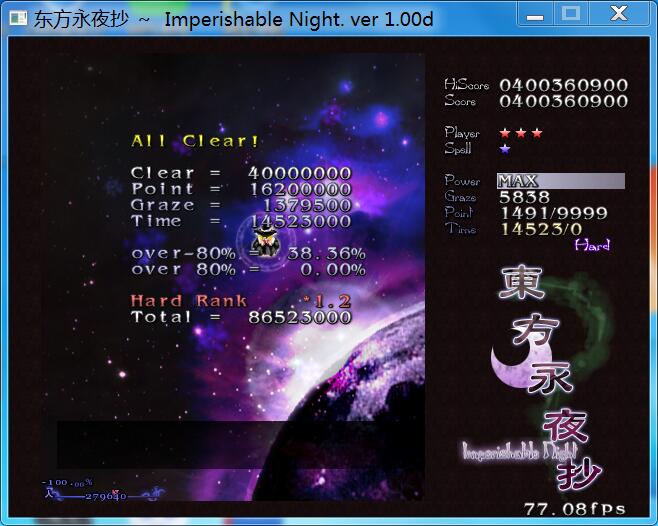 东方永夜抄 ~ Imperishable Night. ver 1.00d
All Clear!
Clear = 40000000
Point = 16200000
Graze = 1379500
Time = 14523000
over-80% = 38.36%
over 80% = 0.00%
Hard Rank *1.2
Total = 86523000
-100.00%
279640
HiScore 0400360900
Score 0400360900
Player ★★★
Spell ★
Power MAX
Graze 5838
Point 1491/9999
Time 14523/0
Hard
東方永夜抄
Imperishable Night
77.08fps